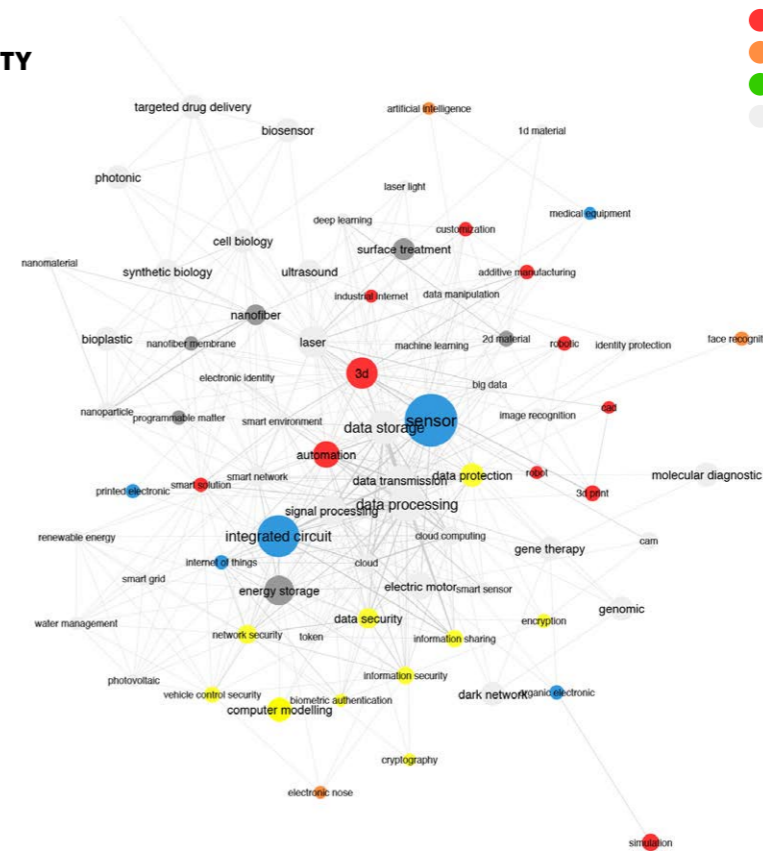 TY
targeted drug delivery
artificial intelligence
biosensor
1d material
photonic
laser light
medical equipment
deep learning
customization
cell biology
surface treatment
nanomaterial
synthetic biology
ultrasound
additive manufacturing
industrial internet
data manipulation
nanofiber
bioplastic
nanofiber membrane
laser
machine learning
2d material
robotic
identity protection
face recognit
3d
electronic identity
big data
nanoparticle
programmable matter
smart environment
data storage
sensor
image recognition
cad
automation
smart network
data transmission
data protection
robot
molecular diagnostic
printed electronic
smart solution
3d print
signal processing
data processing
renewable energy
integrated circuit
cloud computing
gene therapy
cam
internet of things
cloud
smart grid
energy storage
electric motor
smart sensor
genomic
water management
data security
encryption
network security
token
information sharing
photovoltaic
information security
vehicle control security
biometric authentication
dark network
organic electronic
computer modelling
cryptography
electronic nose
simulation